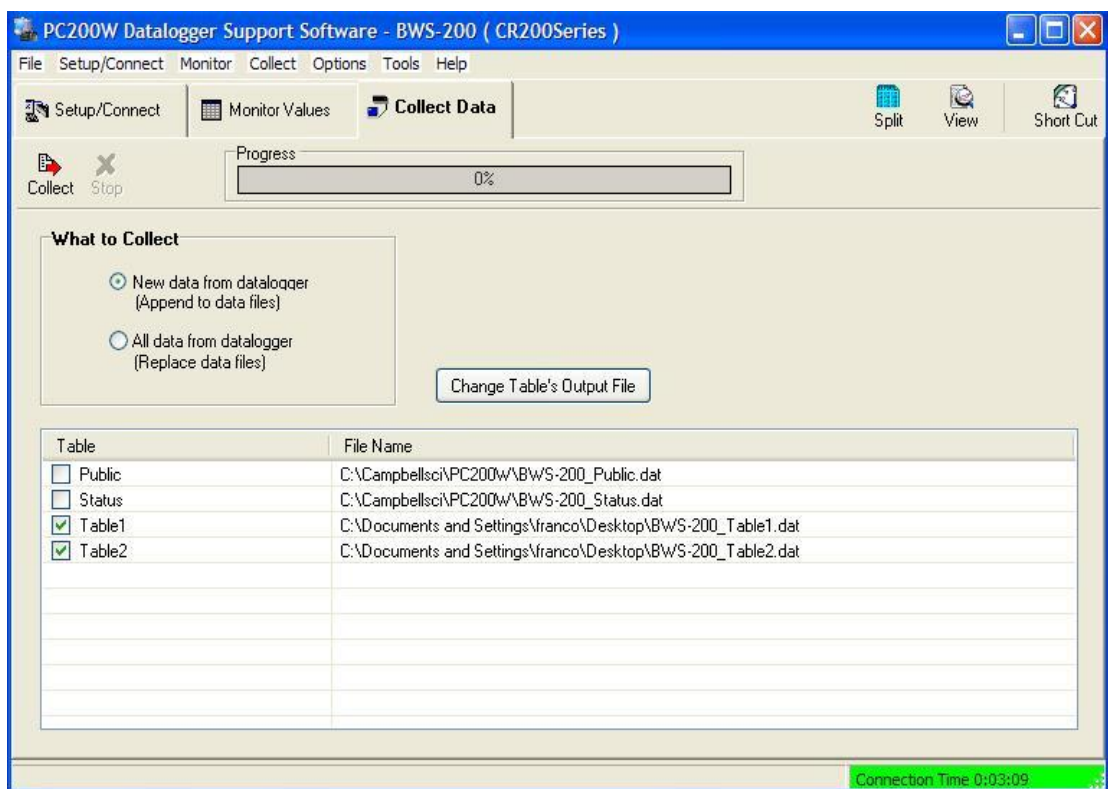 PC200W Datalogger Support Software - BWS-200 ( CR200Series )
File Setup/Connect Monitor Collect Options Tools Help
Setup/Connect Monitor Values Collect Data Split View Short Cut
Collect Stop Progress 0%
What to Collect
New data from datalogger
(Append to data files)
All data from datalogger
(Replace data files)
Change Table's Output File
Table File Name
Public C:\Campbellsci\PC200W\BWS-200_Public.dat
Status C:\Campbellsci\PC200W\BWS-200_Status.dat
Table1 C:\Documents and Settings\franco\Desktop\BWS-200_Table1.dat
Table2 C:\Documents and Settings\franco\Desktop\BWS-200_Table2.dat
Connection Time 0:03:09